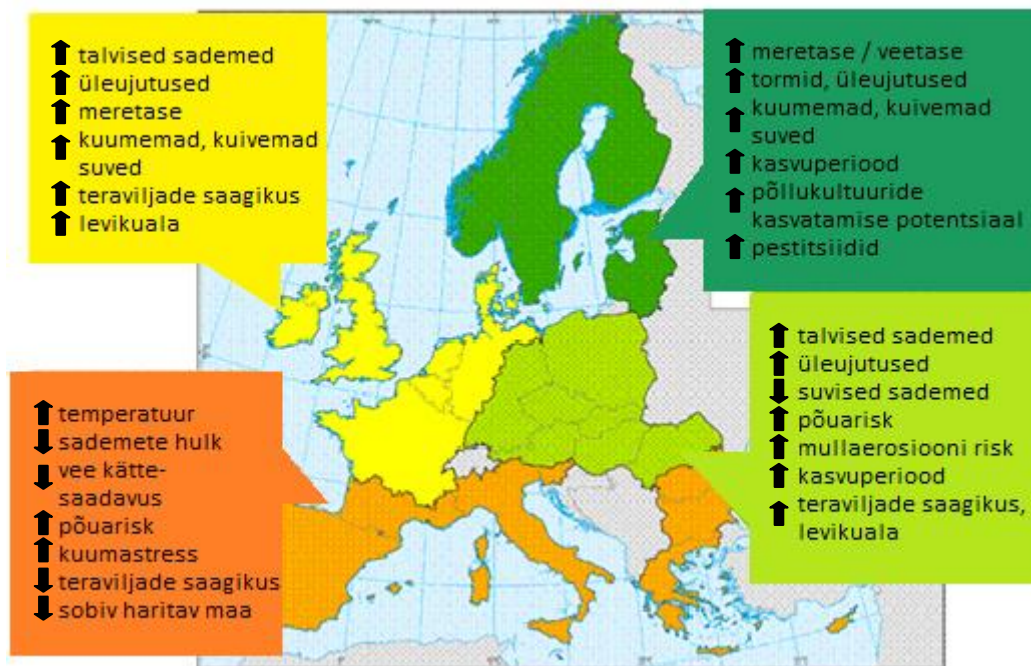 ↑ talvised sademed
↑ üleujutused
↑ meretase
↑ kuumemad, kuivemad
suved
↑ teraviljade saagikus
↑ levikuala
↑ meretase / veetase
↑ tormid, üleujutused
↑ kuumemad, kuivemad
suved
↑ kasvuperiood
↑ põllukultuuride
kasvatamise potentsiaal
↑ pestitsiidid
↑ temperatuur
↓ sademete hulk
↓ vee kätte-
saadavus
↑ põuarisk
↑ kuumastress
↓ teraviljade saagikus
↓ sobiv haritav maa
↑ talvised sademed
↑ üleujutused
↓ suvised sademed
↑ põuarisk
↑ mullaerosiooni risk
↑ kasvuperiood
↑ teraviljade saagikus,
levikuala